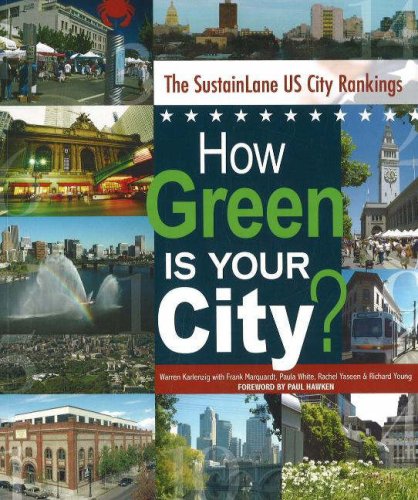 The SustainLane US City Rankings
How
Green
IS YOUR
City?
Warren Karlenzig with Frank Marquardt, Paula White, Rachel Yaseen & Richard Young
FOREWORD BY PAUL HAWKEN